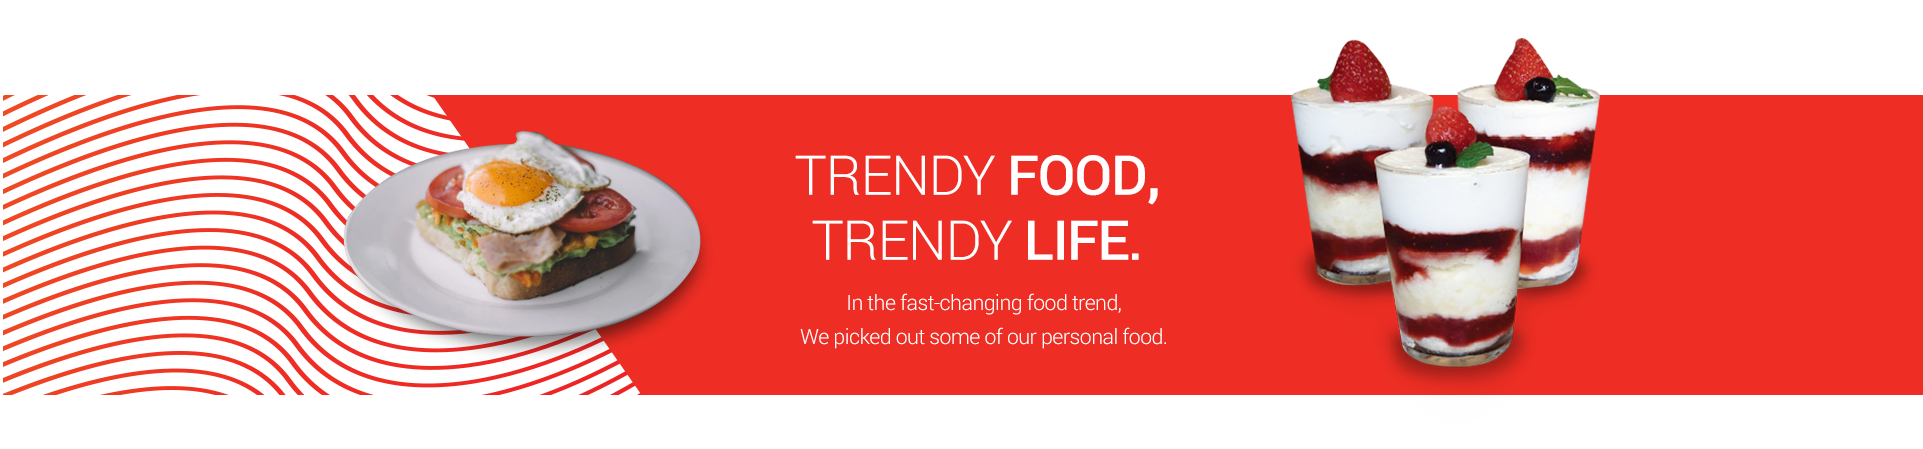 TRENDY FOOD,
TRENDY LIFE.
In the fast-changing food trend,
We picked out some of our personal food.